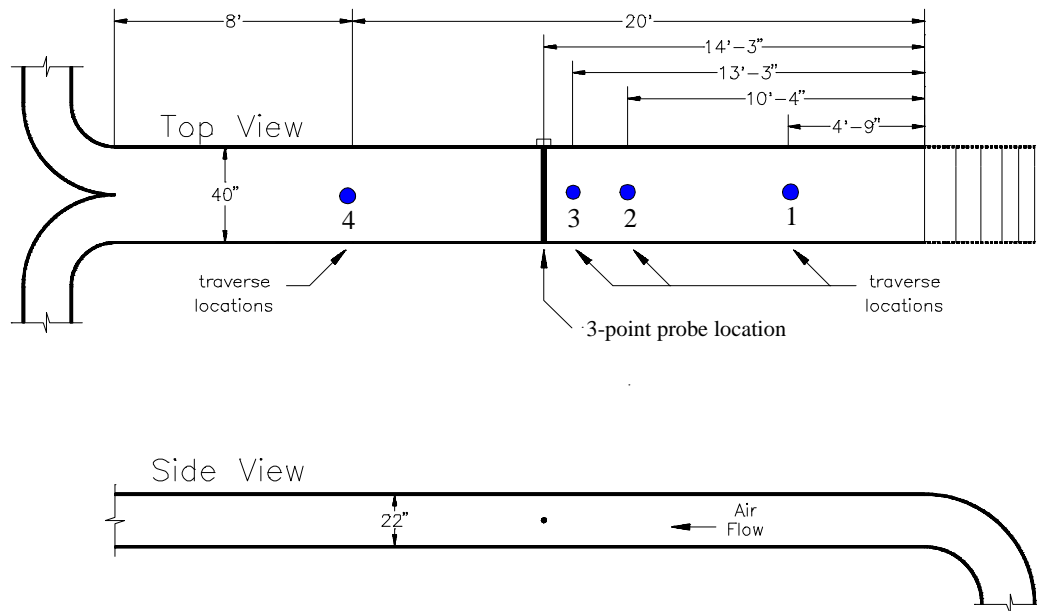 8'
20'
14'-3"
13'-3"
10'-4"
4'-9"
Top View
40"
4
3
2
1
traverse
locations
traverse
locations
3-point probe location
Side View
22"
Air
Flow